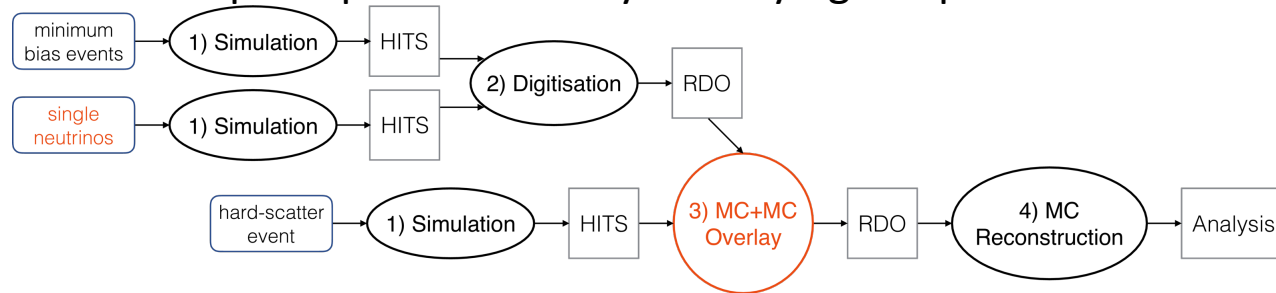 minimum
bias events
1) Simulation
HITS
2) Digitisation
RDO
single
neutrinos
1) Simulation
HITS
hard-scatter
event
1) Simulation
HITS
3) MC+MC
Overlay
RDO
4) MC
Reconstruction
Analysis